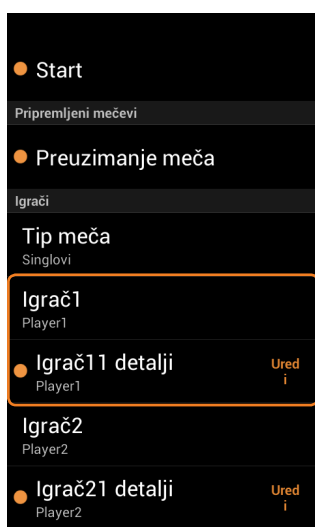 Start
Pripremljeni mečevi
Preuzimanje meča
Igrači
Tip meča
Singlovi
Igrač1
Player1
Igrač11 detalji
Player1
Ured
i
Igrač2
Player2
Igrač21 detalji
Player2
Ured
i